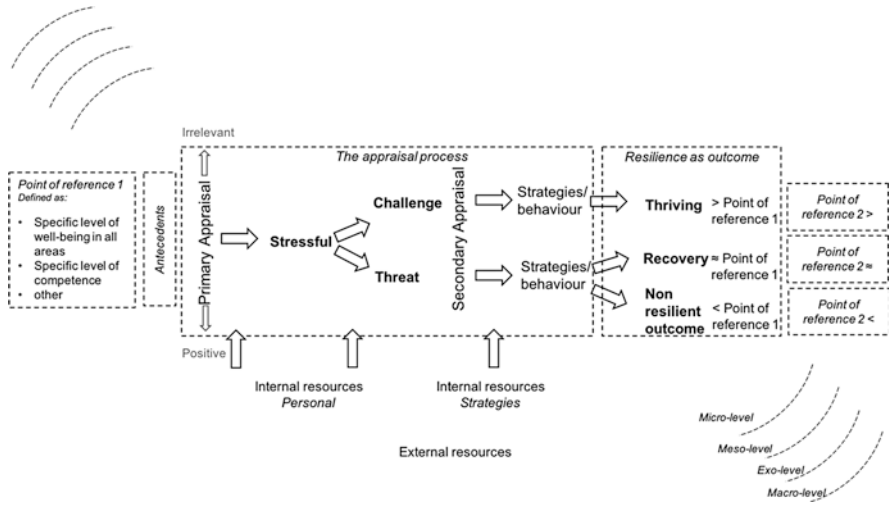 Irrelevant
The appraisal process
Resilience as outcome
Point of reference 1
Defined as:
• Specific level of
well-being in all
areas
• Specific level of
competence
• other
Antecedents
Primary Appraisal
Stressful
Challenge
Threat
Secondary Appraisal
Strategies/
behaviour
Strategies/
behaviour
Thriving
> Point of
reference 1
Recovery
≈ Point of
reference 1
Non
resilient
outcome
< Point of
reference 1
Point of
reference 2 >
Point of
reference 2 ≈
Point of
reference 2 <
Positive
Internal resources
Personal
Internal resources
Strategies
External resources
Micro-level
Meso-level
Exo-level
Macro-level